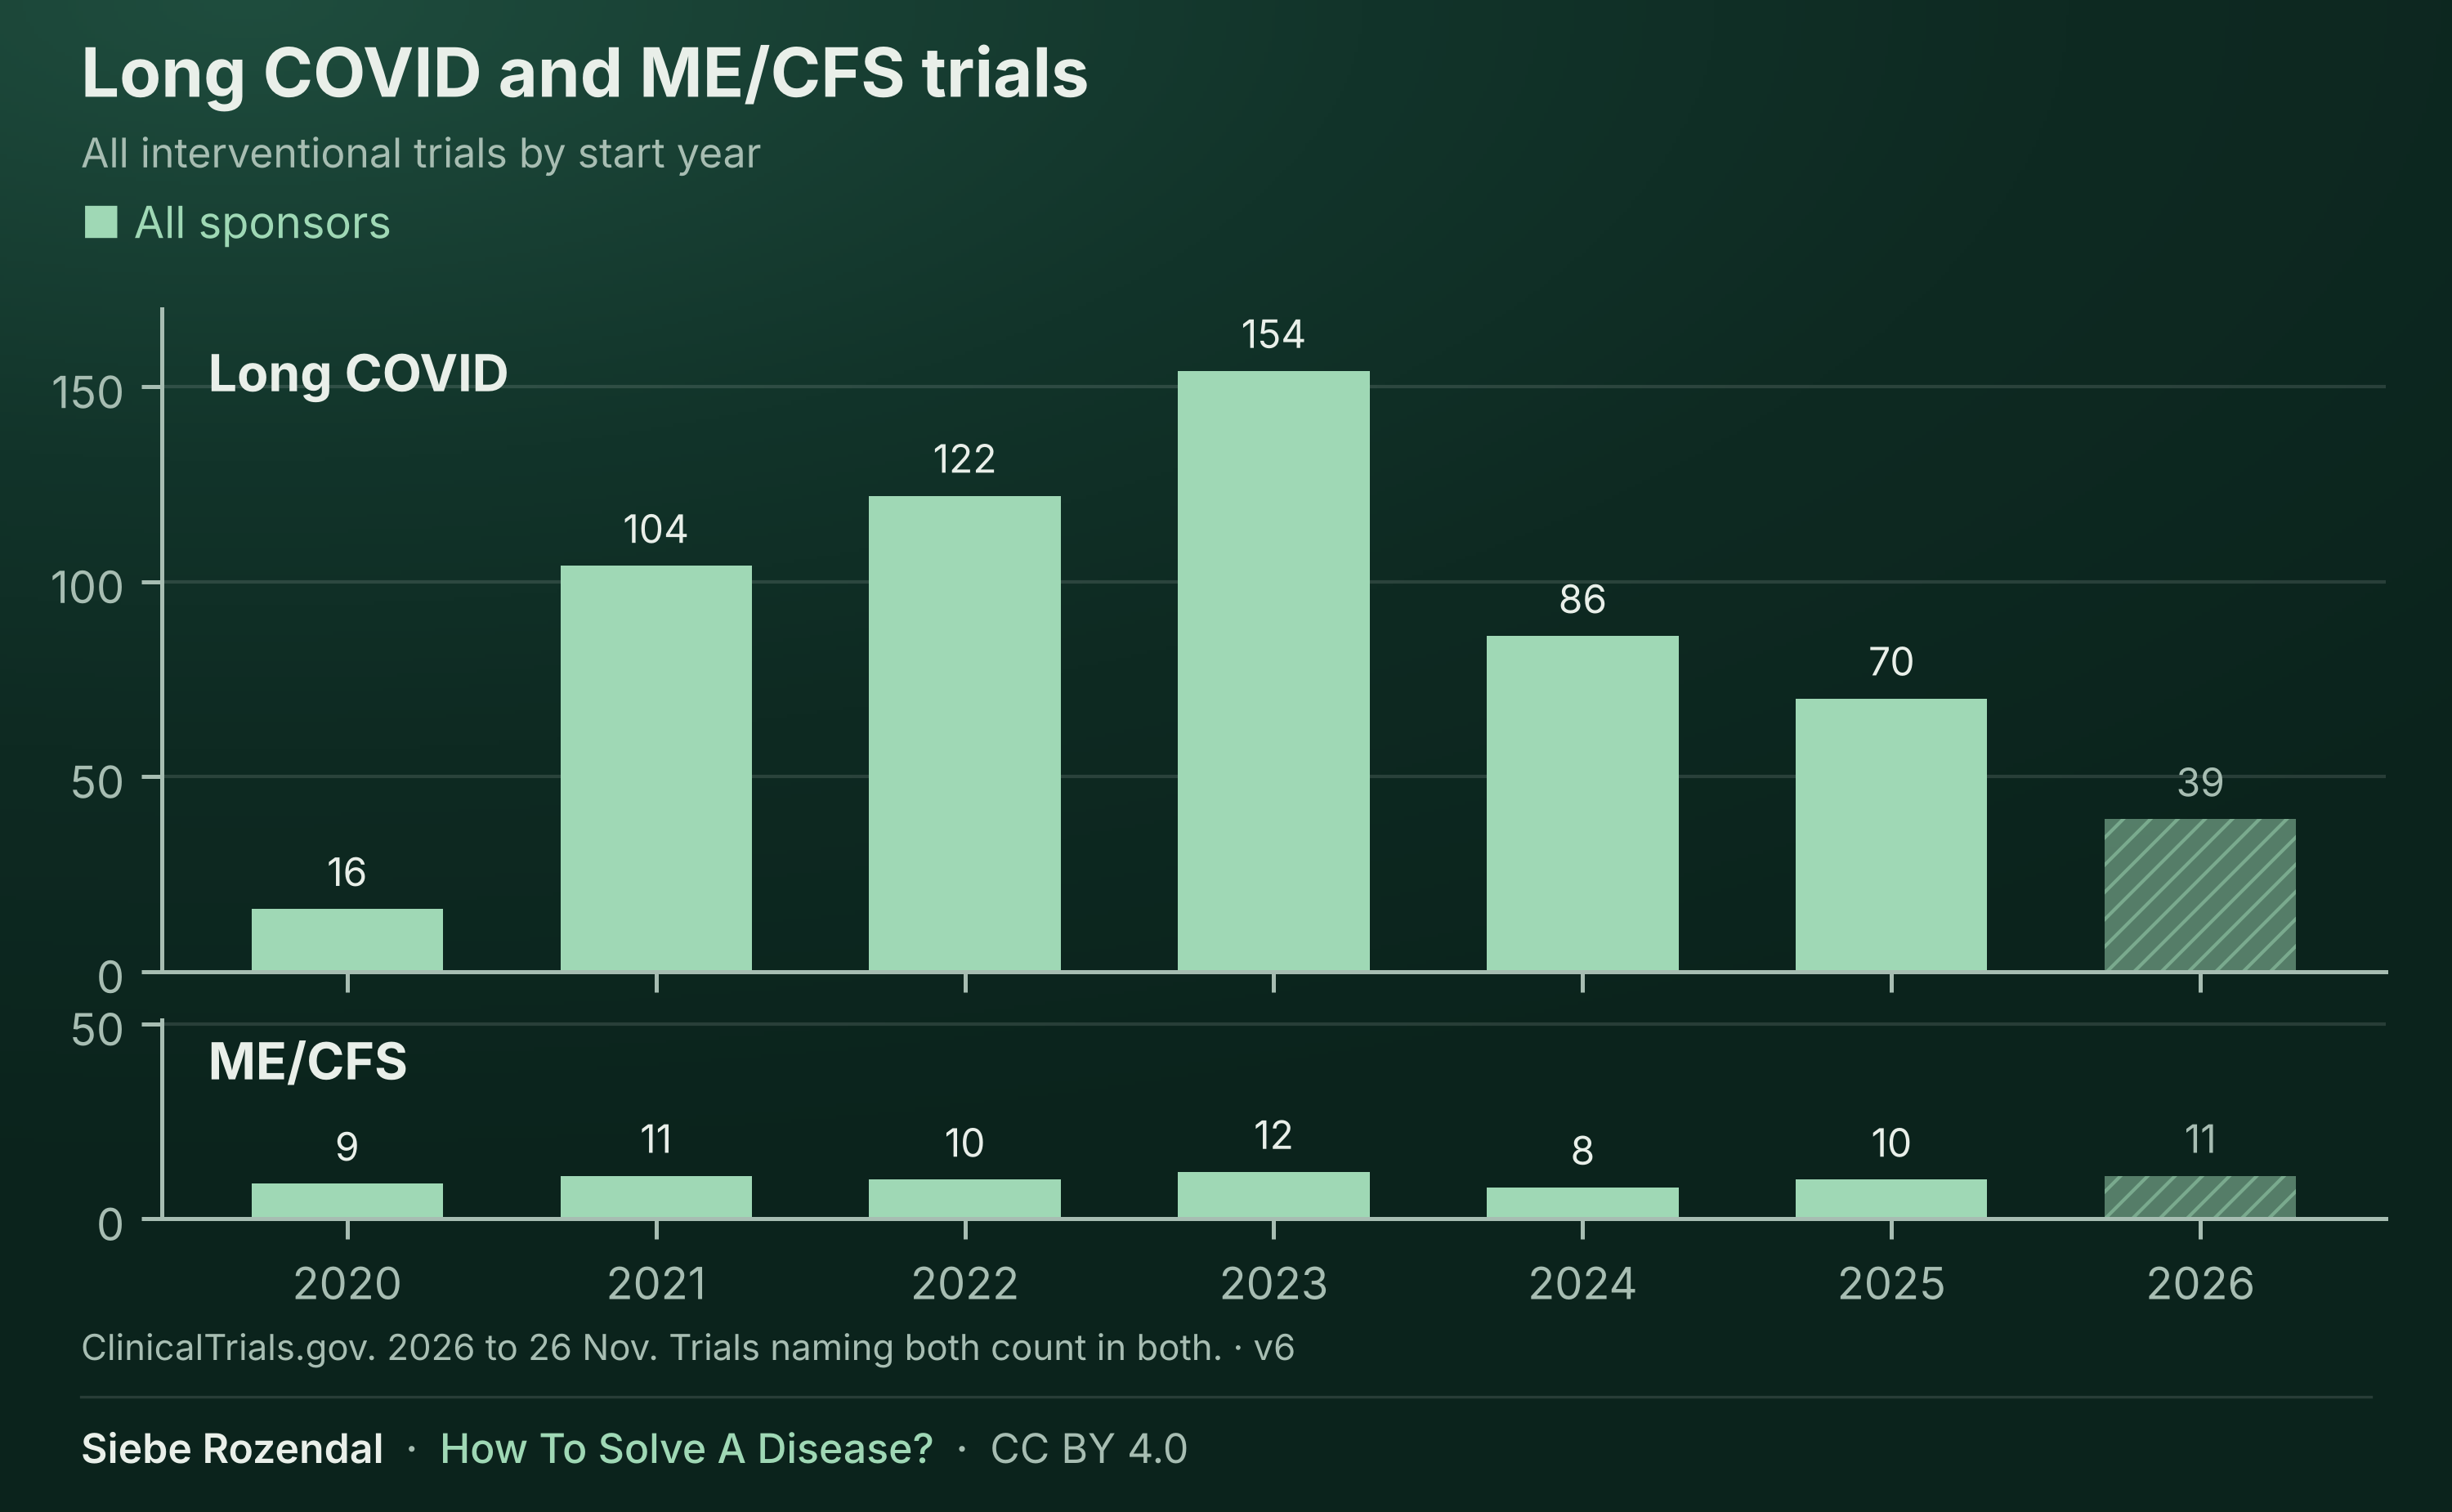 Long COVID and ME/CFS trials
All interventional trials by start year
All sponsors
Long COVID
150
100
50
0
16
104
122
154
86
70
39
ME/CFS
50
0
9
11
10
12
8
10
11
2020 2021 2022 2023 2024 2025 2026
ClinicalTrials.gov. 2026 to 26 Nov. Trials naming both count in both. · v6
Siebe Rozendal · How To Solve A Disease? · CC BY 4.0